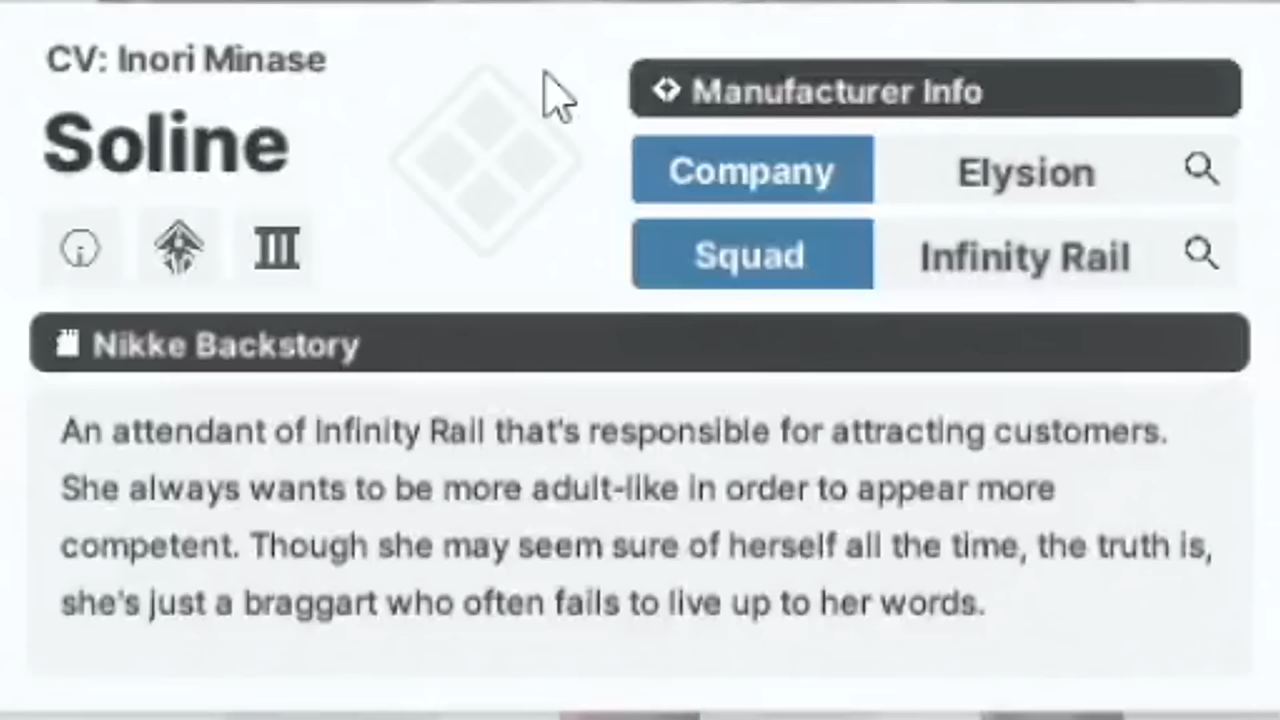 CV: Inori Minase
Soline
III
Manufacturer Info
Company Elysion
Squad Infinity Rail
Nikke Backstory
An attendant of Infinity Rail that's responsible for attracting customers.
She always wants to be more adult-like in order to appear more
competent. Though she may seem sure of herself all the time, the truth is,
she's just a braggart who often fails to live up to her words.